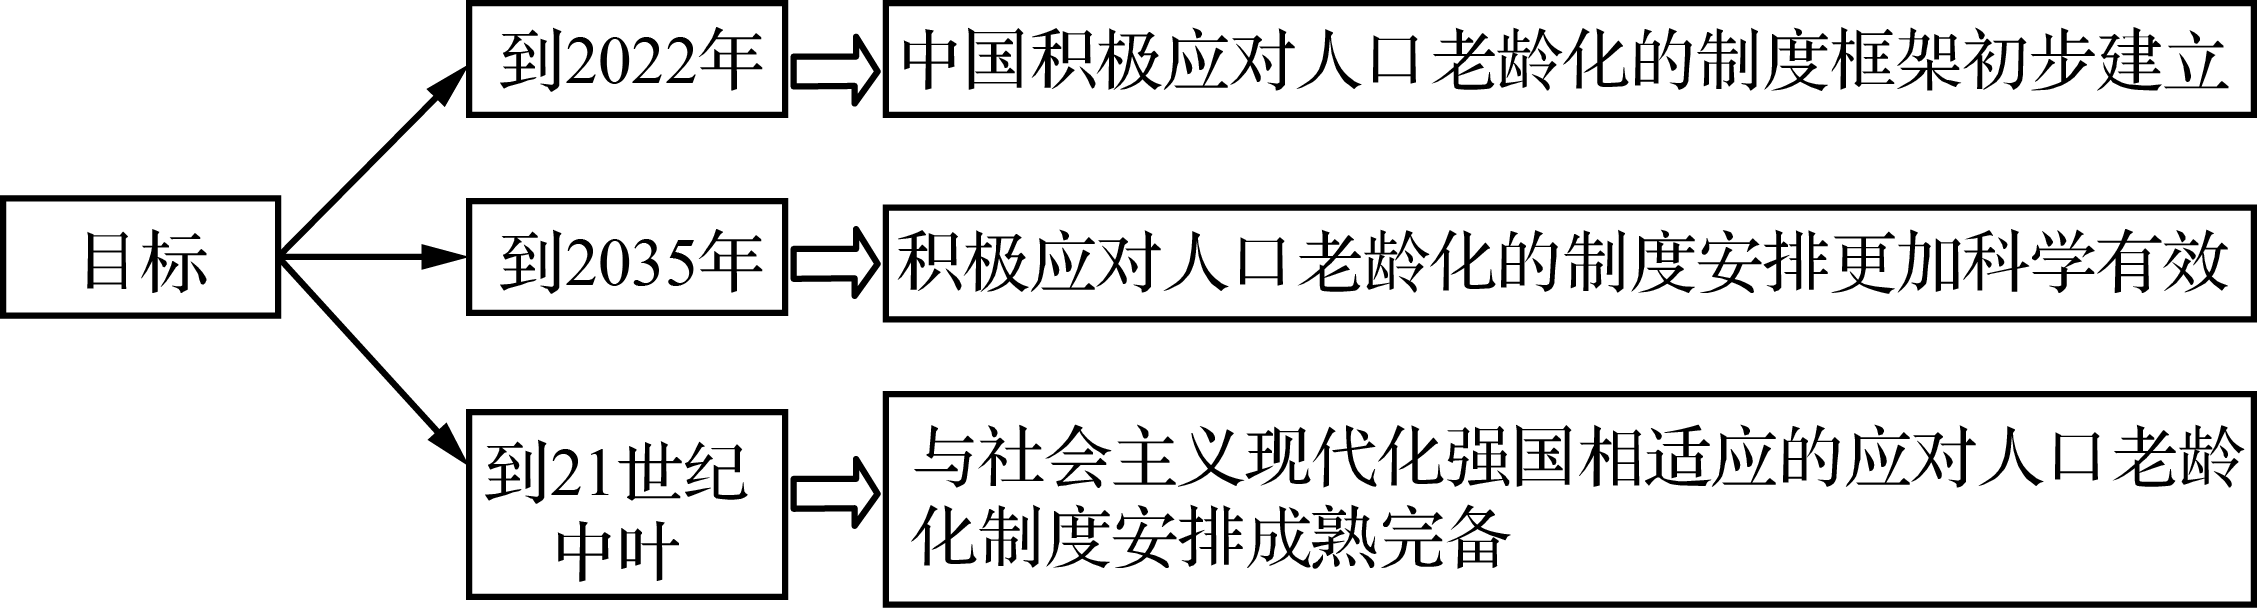 目标
到2022年
中国积极应对人口老龄化的制度框架初步建立
到2035年
积极应对人口老龄化的制度安排更加科学有效
到21世纪
中叶
与社会主义现代化强国相适应的应对人口老龄
化制度安排成熟完备